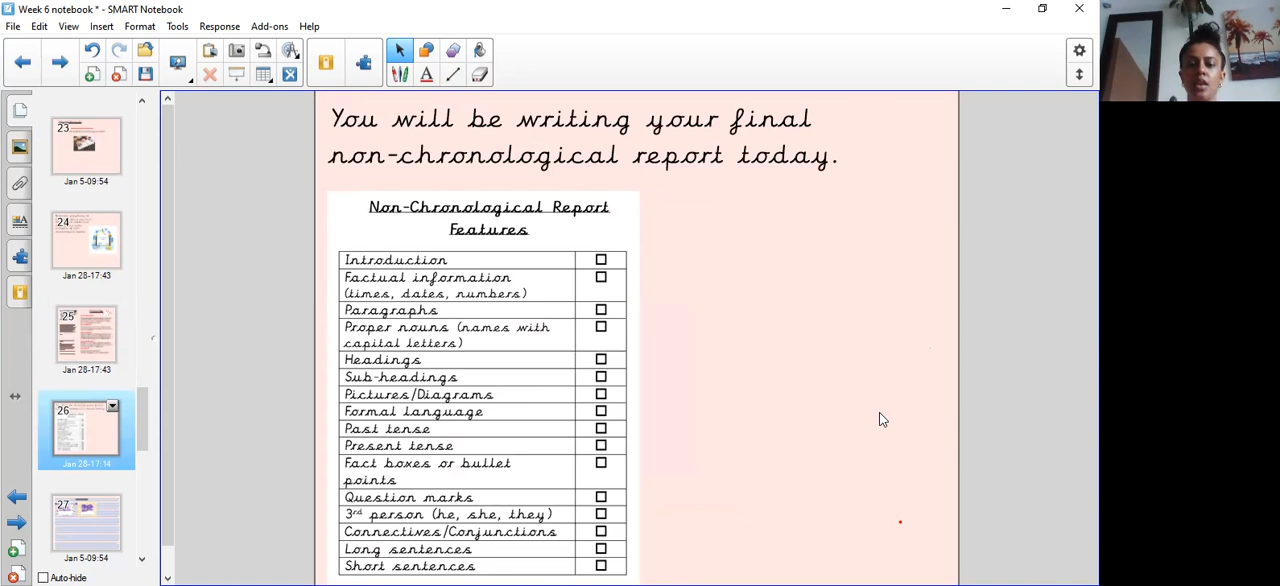 Week 6 notebook * - SMART Notebook
File Edit View Insert Format Tools Response Add-ons Help
You will be writing your final
non-chronological report today.
Non-Chronological Report
Features
Introduction
Factual information
(times, dates, numbers)
Paragraphs
Proper nouns (names with
capital letters)
Headings
Sub-headings
Pictures/Diagrams
Formal language
Past tense
Present tense
Fact boxes or bullet
points
Question marks
3rd person (he, she, they)
Connectives/Conjunctions
Long sentences
Short sentences
23
Jan 5-09:54
24
Jan 28-17:43
25
Jan 28-17:43
26
Jan 28-17:14
27
Jan 5-09:54
Auto-hide